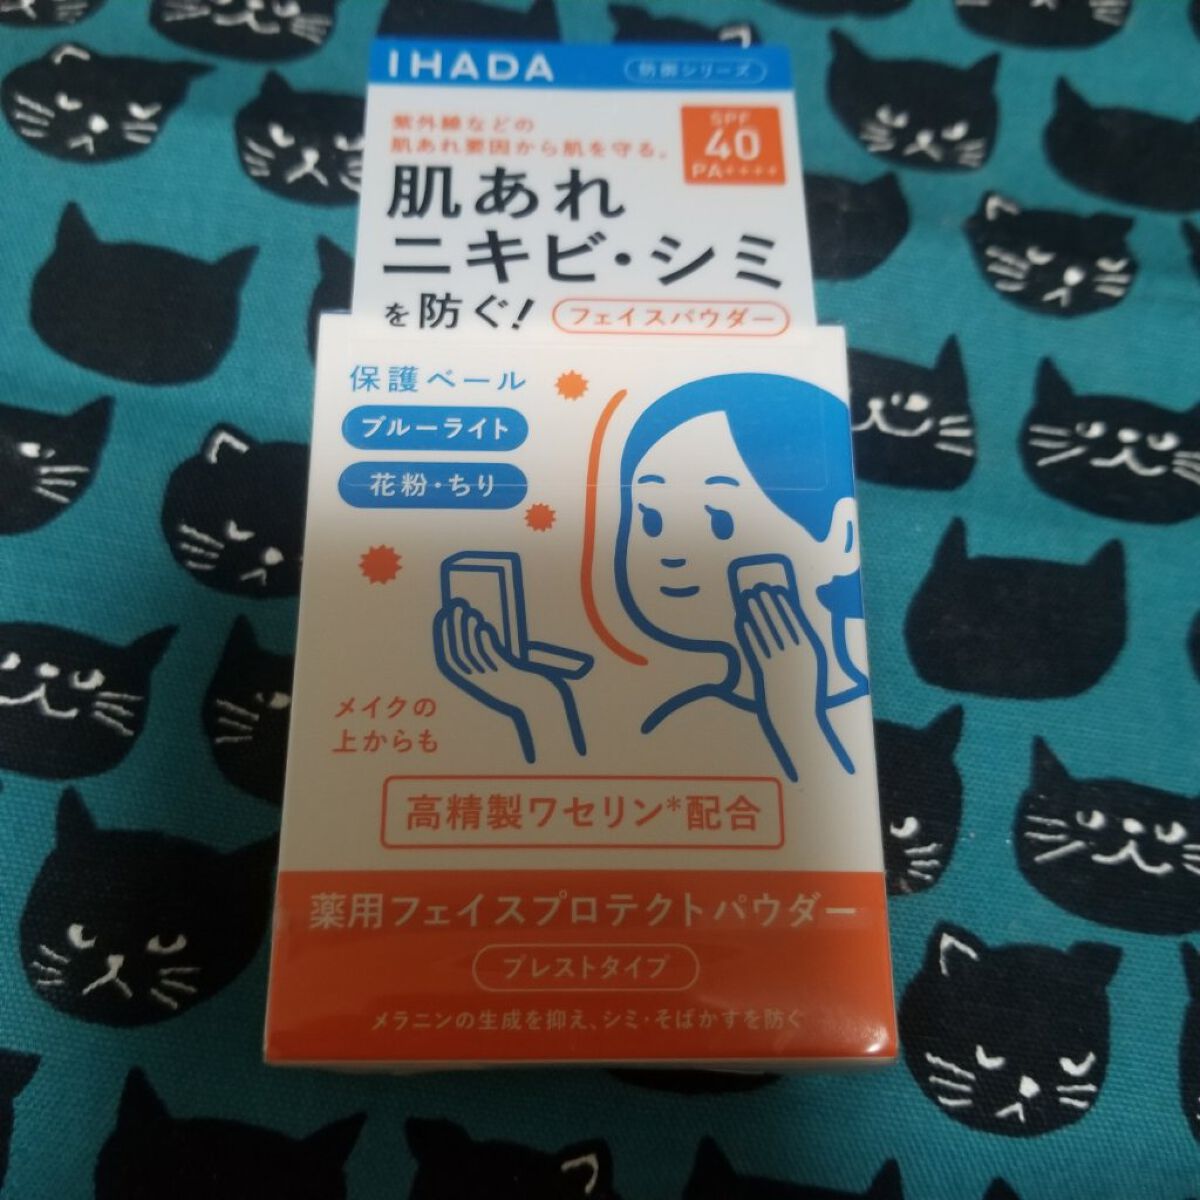 IHADA
防御シリーズ
紫外線などの
肌あれ要因から肌を守る。
SPF
40
PA++++
肌あれ
ニキビ・シミ
を防ぐ!
フェイスパウダー
保護ベール
ブルーライト
花粉・ちり
メイクの
上からも
高精製ワセリン*配合
薬用フェイスプロテクトパウダー
プレストタイプ
メラニンの生成を抑え、シミ・そばかすを防ぐ